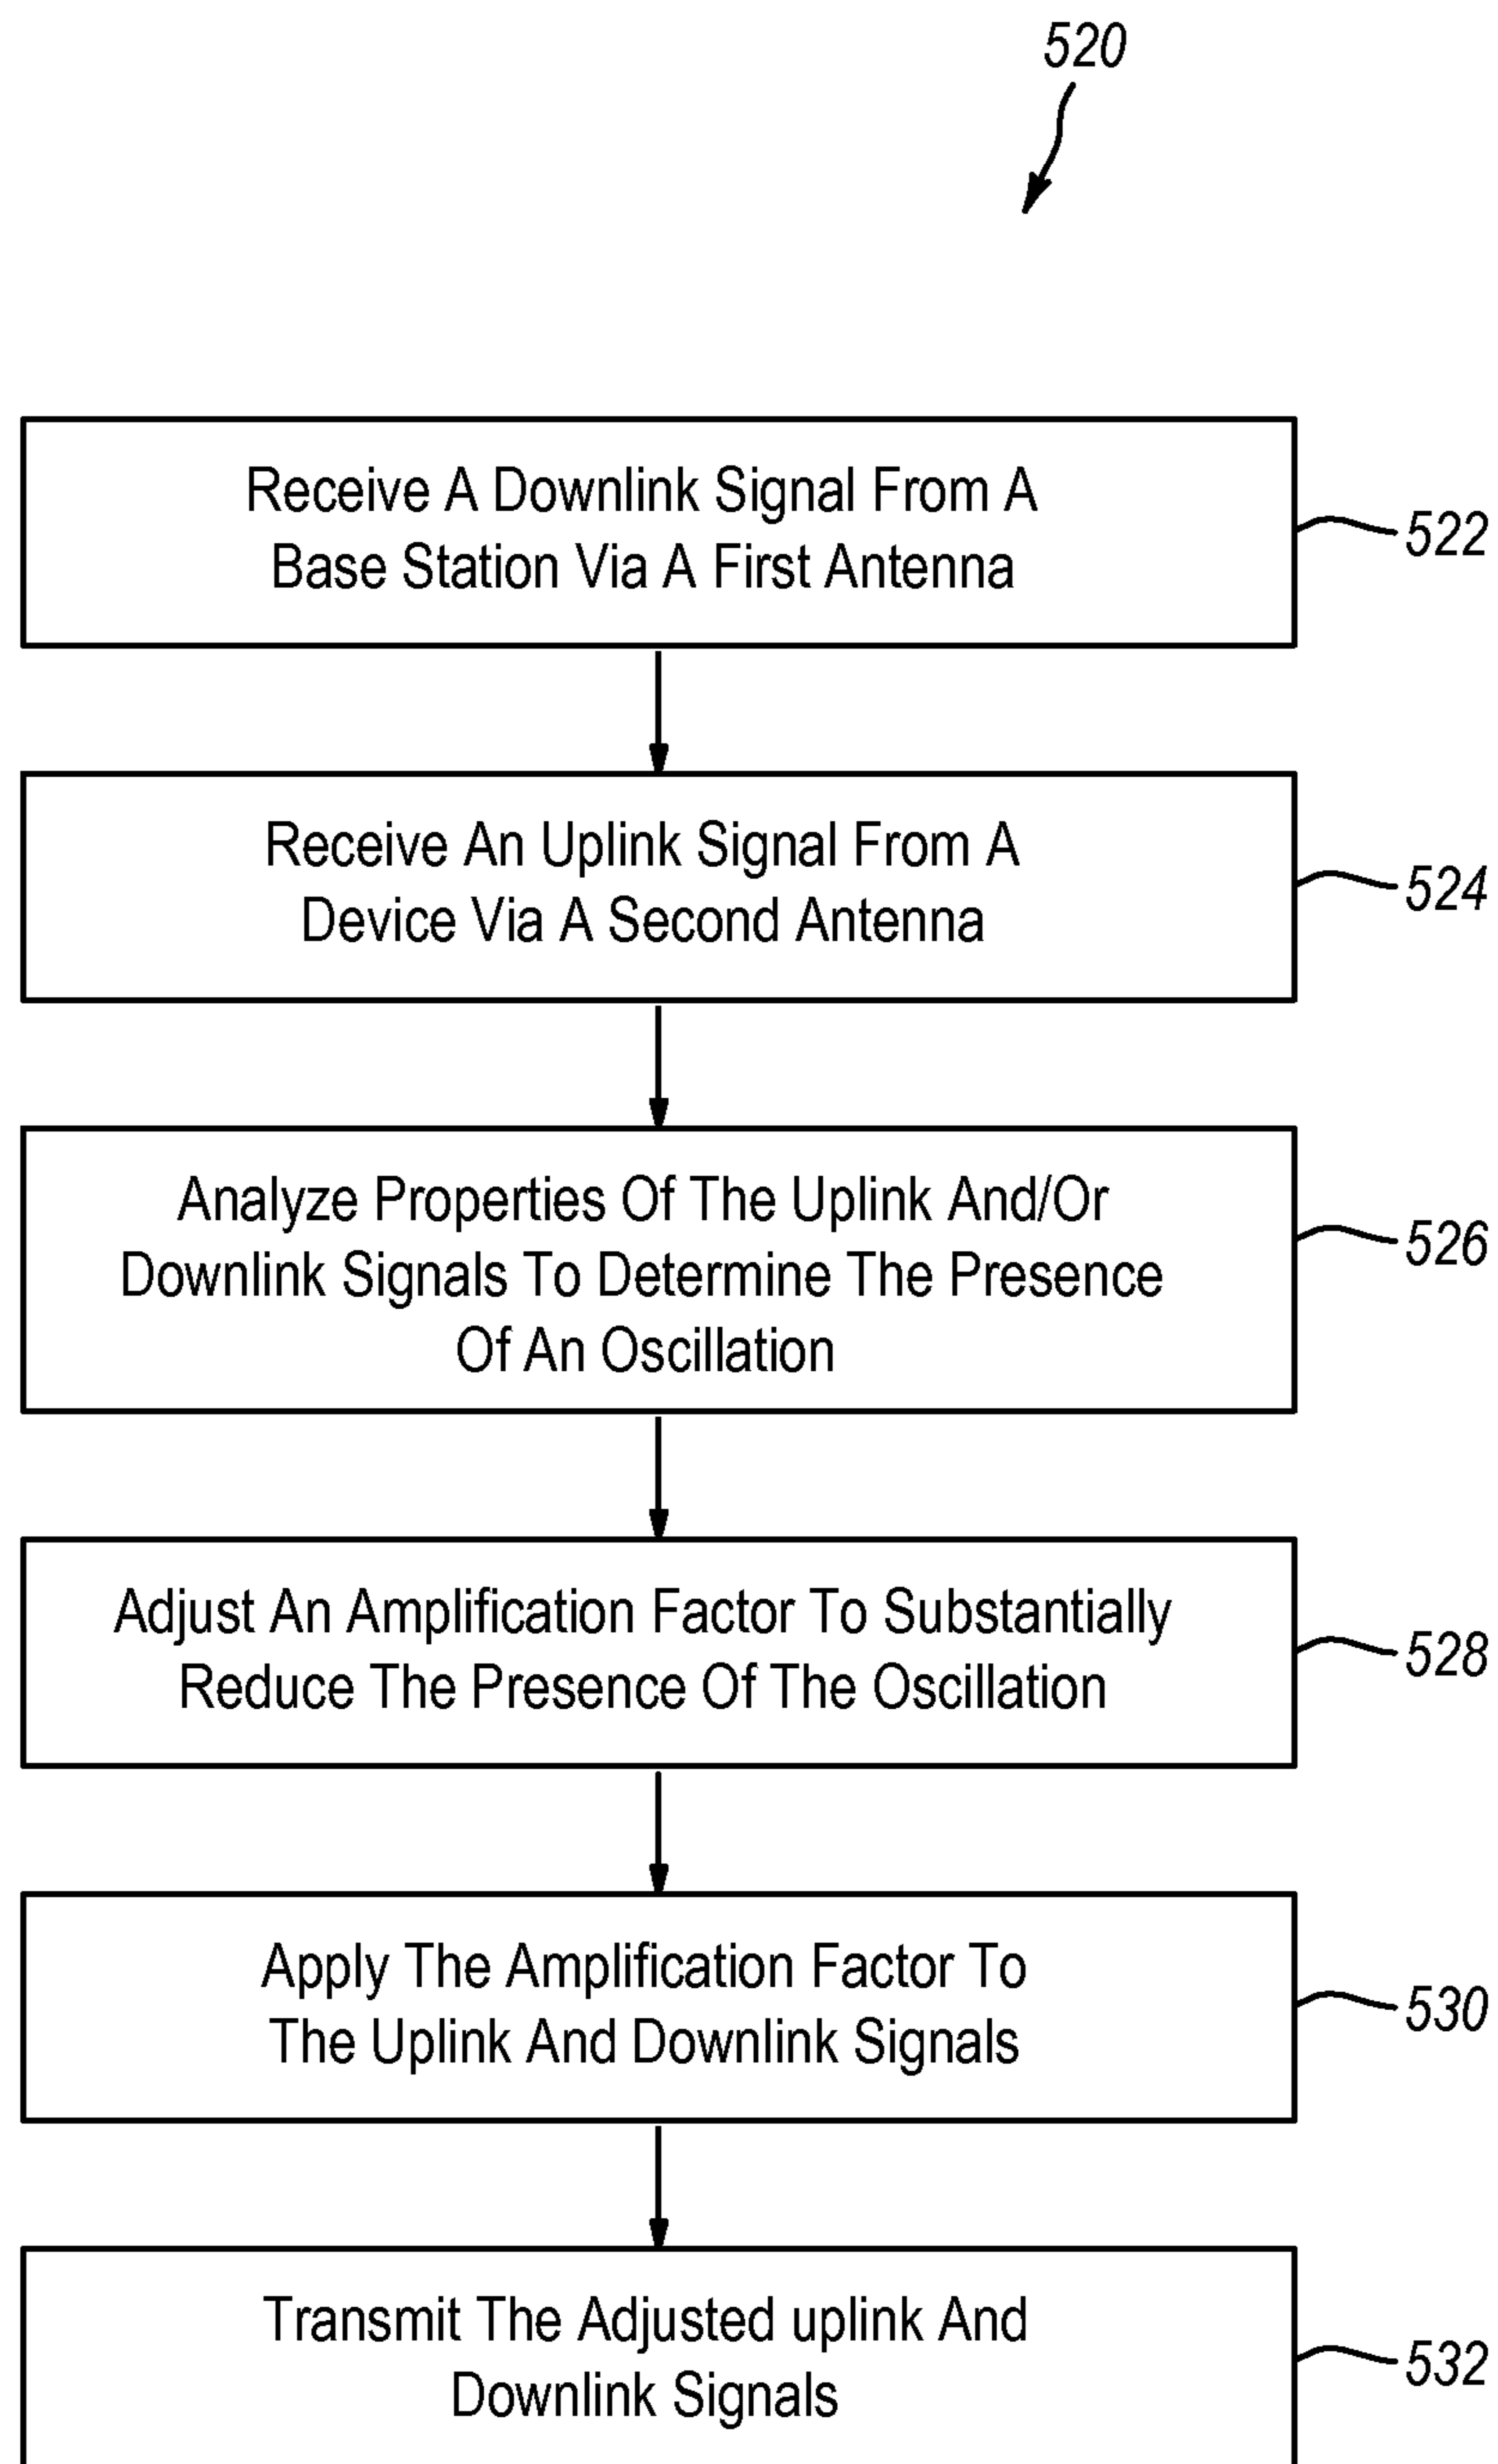 520
Receive A Downlink Signal From A
Base Station Via A First Antenna
522
Receive An Uplink Signal From A
Device Via A Second Antenna
524
Analyze Properties Of The Uplink And/Or
Downlink Signals To Determine The Presence
Of An Oscillation
526
Adjust An Amplification Factor To Substantially
Reduce The Presence Of The Oscillation
528
Apply The Amplification Factor To
The Uplink And Downlink Signals
530
Transmit The Adjusted uplink And
Downlink Signals
532